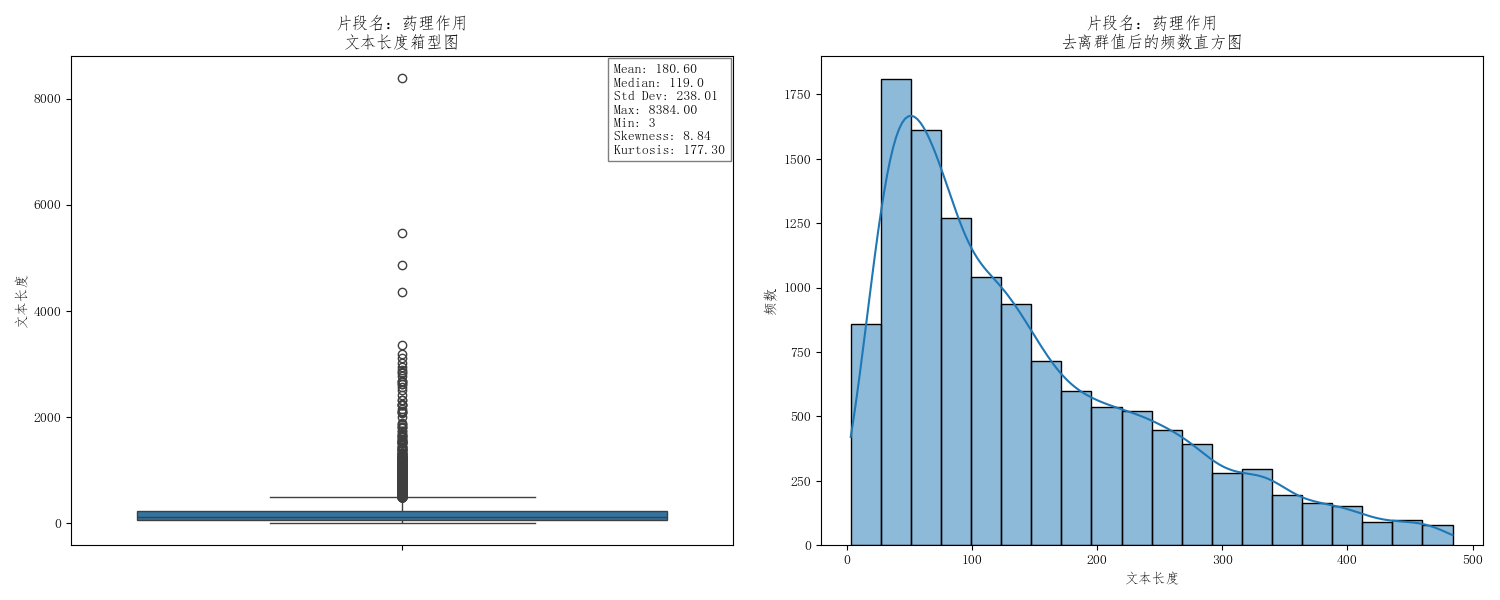 片段名: 药理作用
文本长度箱型图
Mean: 180.60
Median: 119.0
Std Dev: 238.01
Max: 8384.00
Min: 3
Skewness: 8.84
Kurtosis: 177.30
文本长度
8000
6000
4000
2000
0
片段名: 药理作用
去离群值后的频数直方图
频数
1750
1500
1250
1000
750
500
250
0
0 100 200 300 400 500
文本长度